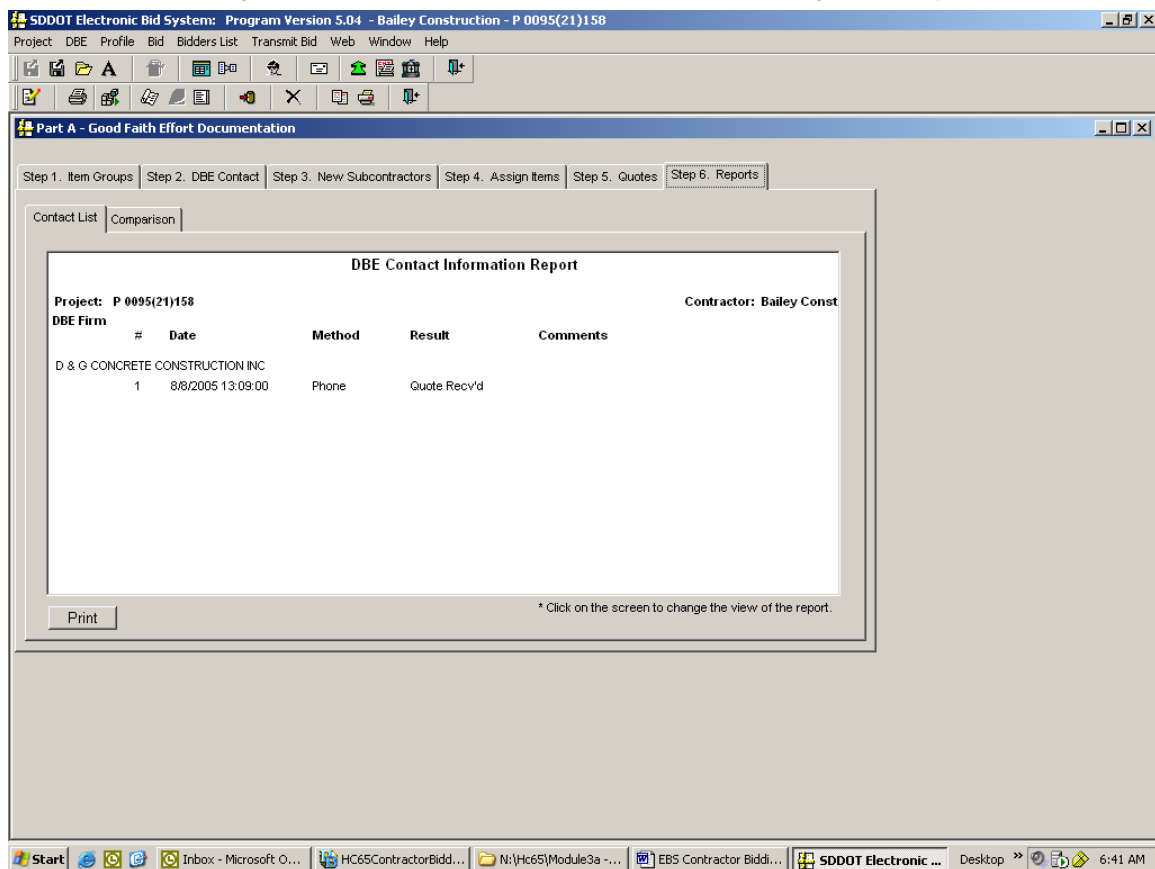 SDDOT Electronic Bid System: Program Version 5.04 - Bailey Construction - P 0095(21)158
Project DBE Profile Bid Bidders List Transmit Bid Web Window Help
A
Part A - Good Faith Effort Documentation
Step 1. Item Groups Step 2. DBE Contact Step 3. New Subcontractors Step 4. Assign Items Step 5. Quotes Step 6. Reports
Contact List Comparison
DBE Contact Information Report
Project: P 0095(21)158 Contractor: Bailey Const
DBE Firm
# Date Method Result Comments
D & G CONCRETE CONSTRUCTION INC
1 8/8/2005 13:09:00 Phone Quote Recv'd
* Click on the screen to change the view of the report.
Print
Start Inbox - Microsoft O... HC65ContractorBidd... N:\Hc65\Module3a -... EBS Contractor Biddi... SDDOT Electronic ... Desktop » 6:41 AM